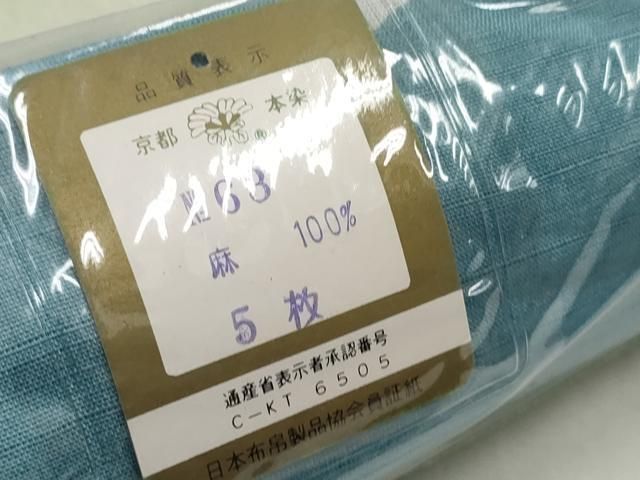 品質表示
京都 本染
№63
麻 100%
5枚
通産省表示者承認番号
C-KT 6505
日本布帛製品協会員証紙